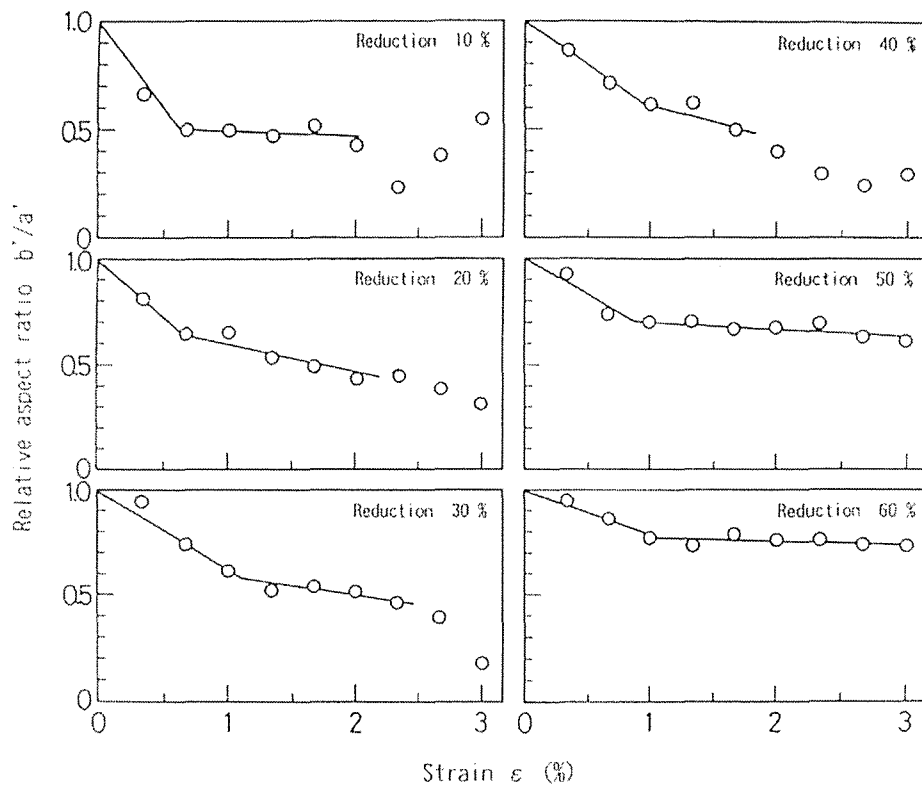 Relative aspect ratio b'/a'
1.0
0.5
0
Reduction 10 %
Reduction 40 %
1.0
0.5
0
Reduction 20 %
Reduction 50 %
1.0
0.5
0
Reduction 30 %
Reduction 60 %
0 1 2 3
0 1 2 3
Strain ε (%)